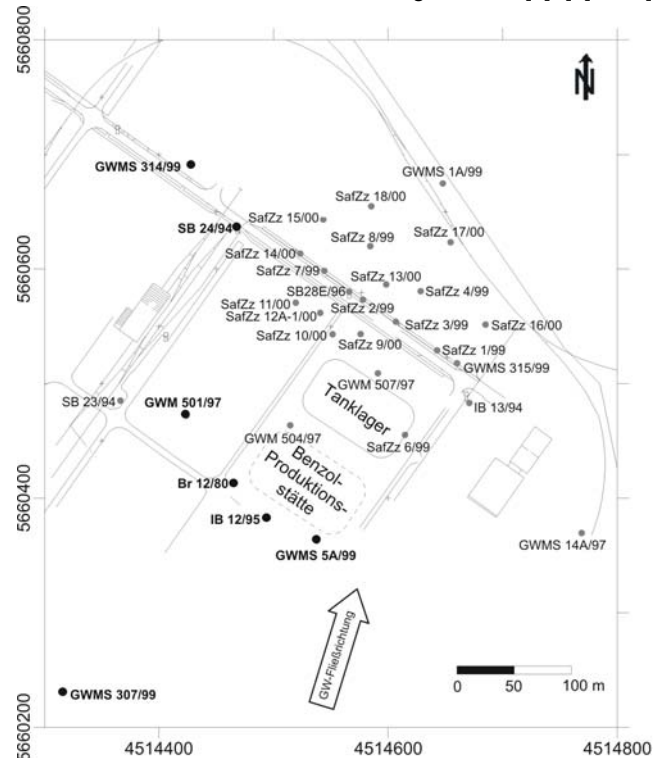 5660800
N
GWMS 314/99
GWMS 1A/99
SafZz 18/00
SafZz 15/00
SB 24/94
SafZz 17/00
SafZz 8/99
SafZz 14/00
5660600
SafZz 7/99
SafZz 13/00
SB28E/96
SafZz 4/99
SafZz 11/00
SafZz 2/99
SafZz 12A-1/00
SafZz 3/99
SafZz 16/00
SafZz 10/00
SafZz 9/00
SafZz 1/99
GWMS 315/99
GWM 507/97
SB 23/94
GWM 501/97
IB 13/94
Tanklager
GWM 504/97
SafZz 6/99
Benzol-
Produktions-
stätte
5660400
Br 12/80
IB 12/95
GWMS 5A/99
GWMS 14A/97
GW-Fließrichtung
GWMS 307/99
0 50 100 m
5660200
4514400 4514600 4514800